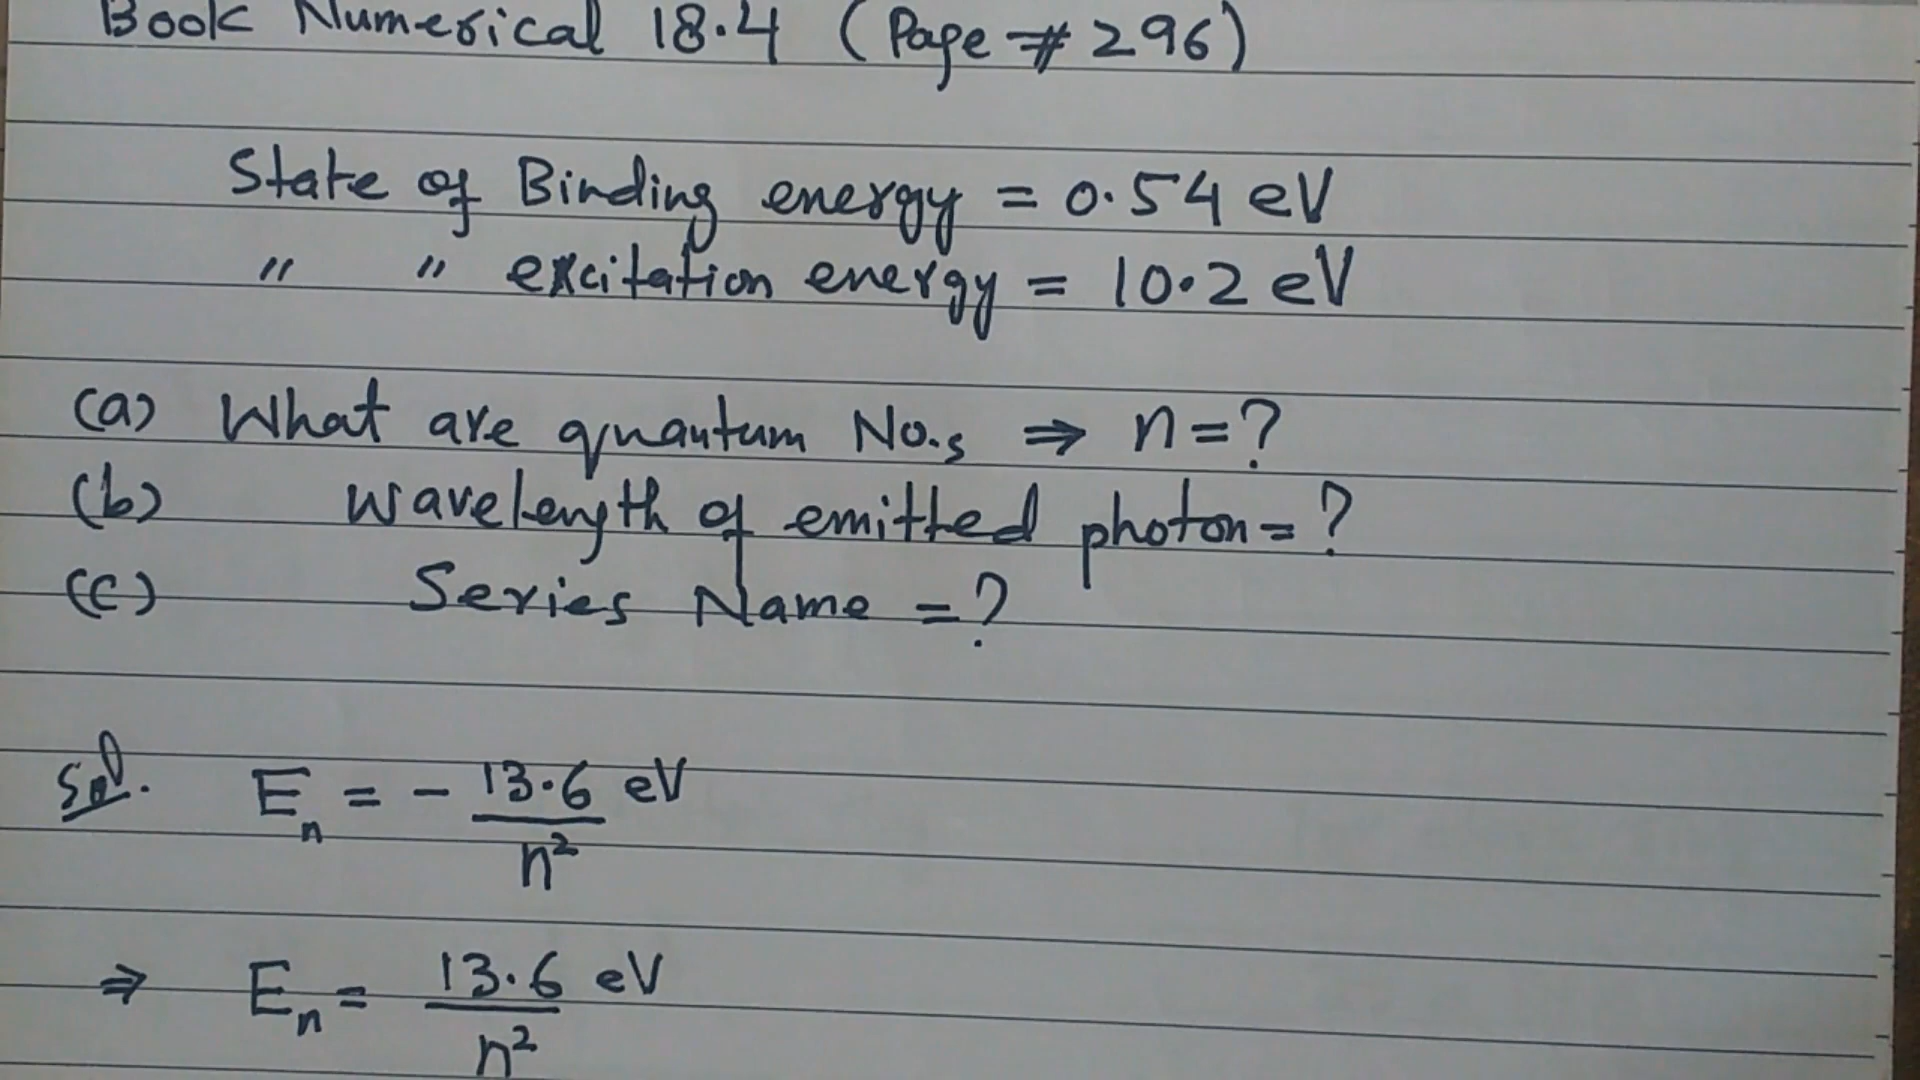 Book Numerical 18.4 (Page # 296)
State of Binding energy = 0.54 eV
" " excitation energy = 10.2 eV
(a) What are quantum No.s ⇒ n=?
(b) Wavelength of emitted photon=?
(c) Series Name =?
Sol. Eₙ = - 13.6 eV / n²
⇒ Eₙ = 13.6 eV / n²